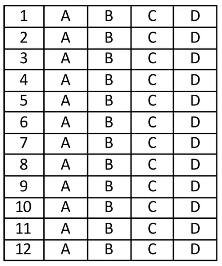 1 A B C D
2 A B C D
3 A B C D
4 A B C D
5 A B C D
6 A B C D
7 A B C D
8 A B C D
9 A B C D
10 A B C D
11 A B C D
12 A B C D